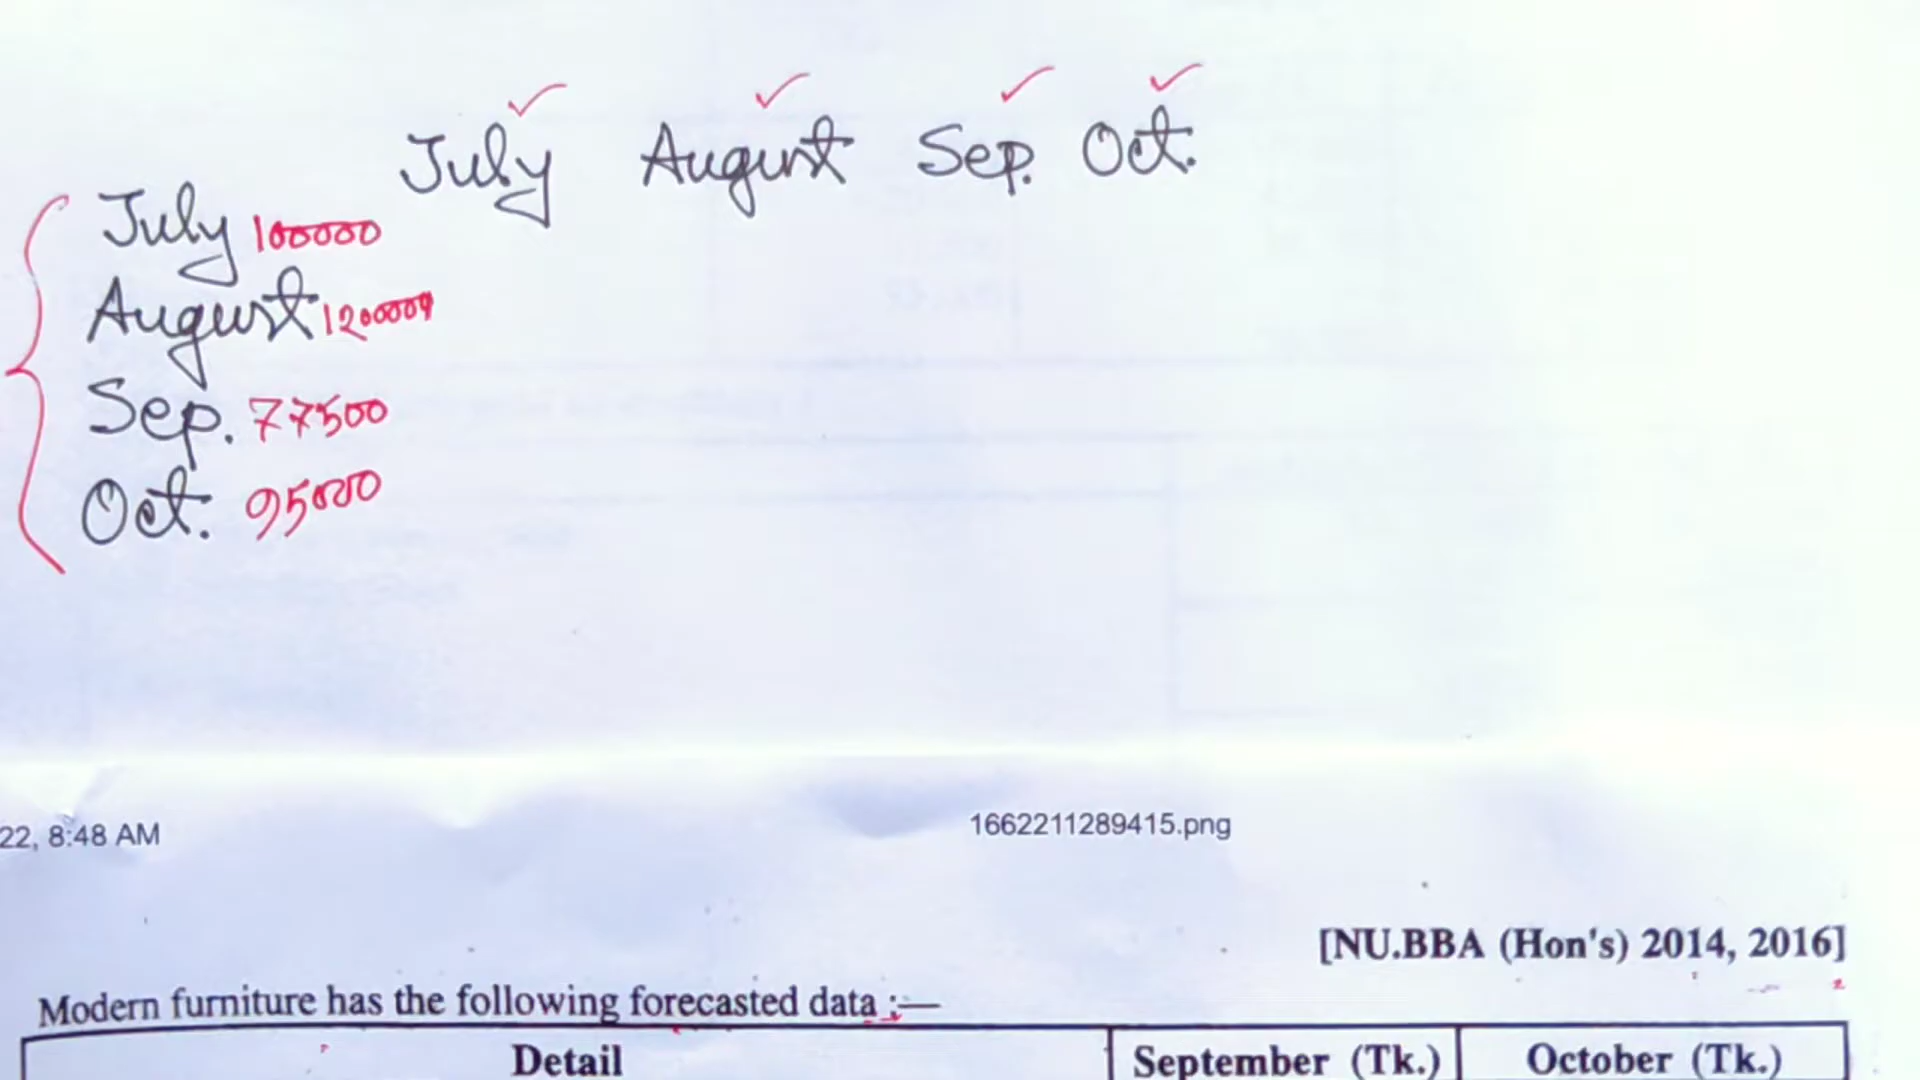 July August Sep. Oct.
July 100000
August 120000
Sep. 77500
Oct. 95000
22, 8:48 AM 1662211289415.png
[NU.BBA (Hon's) 2014, 2016]
Modern furniture has the following forecasted data :—
Detail September (Tk.) October (Tk.)